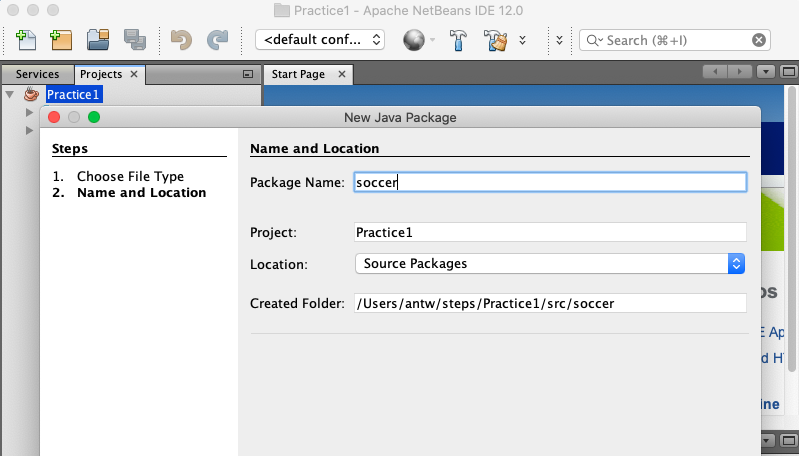 Practice1 - Apache NetBeans IDE 12.0
<default conf...
Search (⌘+I)
Services
Projects
Start Page
Practice1
New Java Package
Steps
1. Choose File Type
2. Name and Location
Name and Location
Package Name: soccer
Project: Practice1
Location: Source Packages
Created Folder: /Users/antw/steps/Practice1/src/soccer
os
E Ap
d H
ine